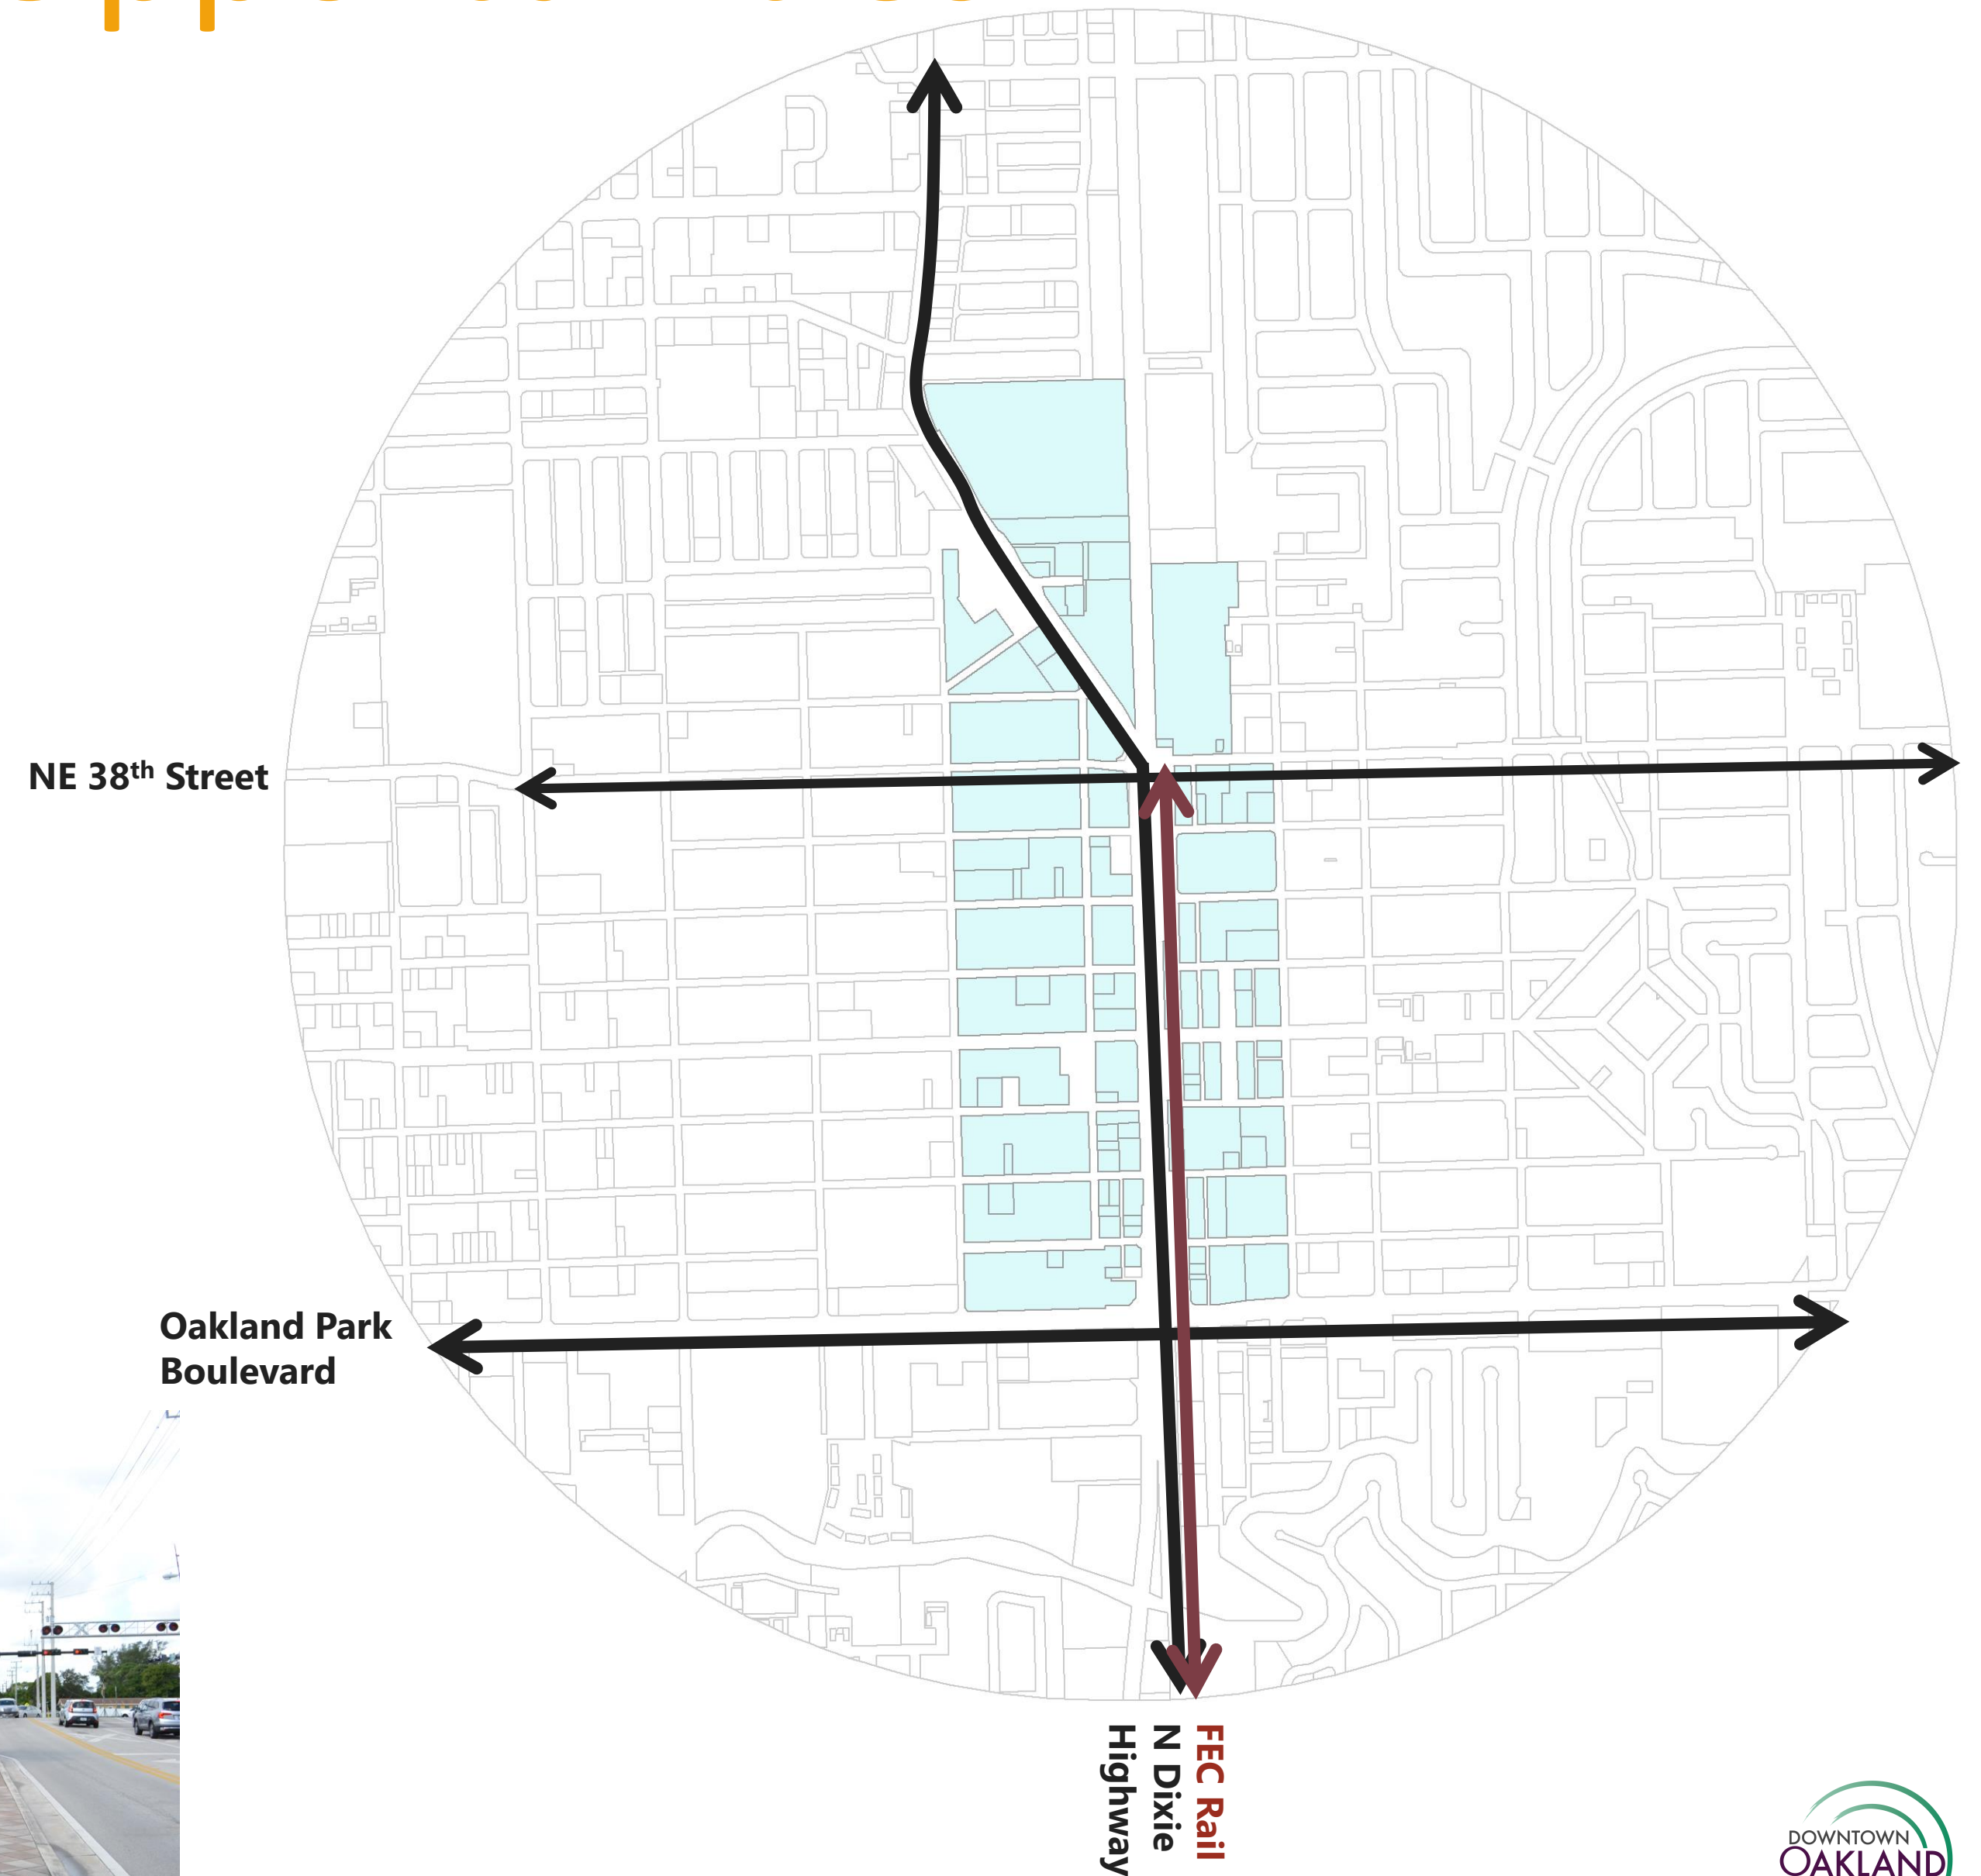 NE 38th Street
Oakland Park
Boulevard
FEC Rail
N Dixie
Highway
DOWNTOWN
OAKLAND